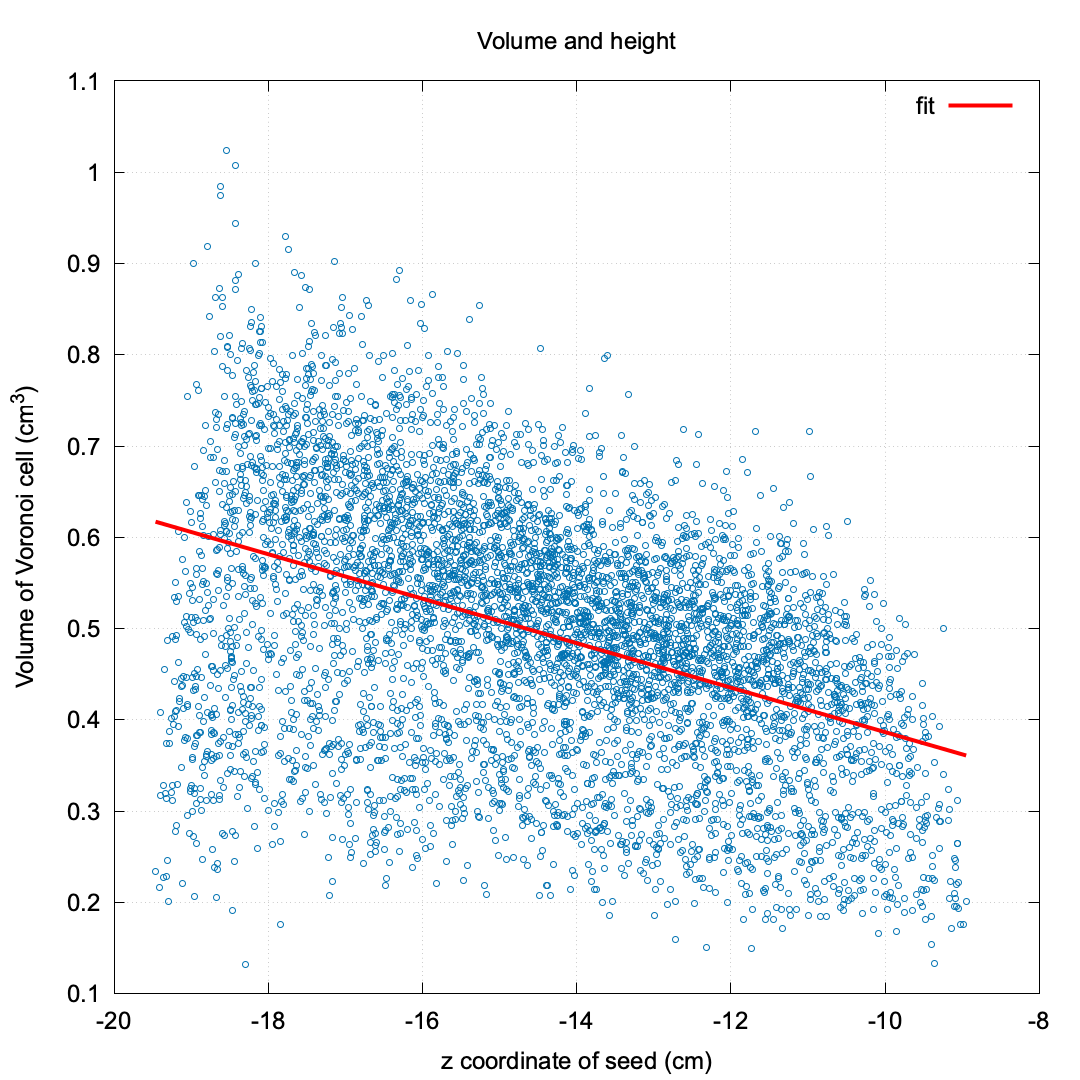 Volume and height
fit
1.1
1
0.9
0.8
0.7
0.6
0.5
0.4
0.3
0.2
0.1
Volume of Voronoi cell (cm³)
-20 -18 -16 -14 -12 -10 -8
z coordinate of seed (cm)